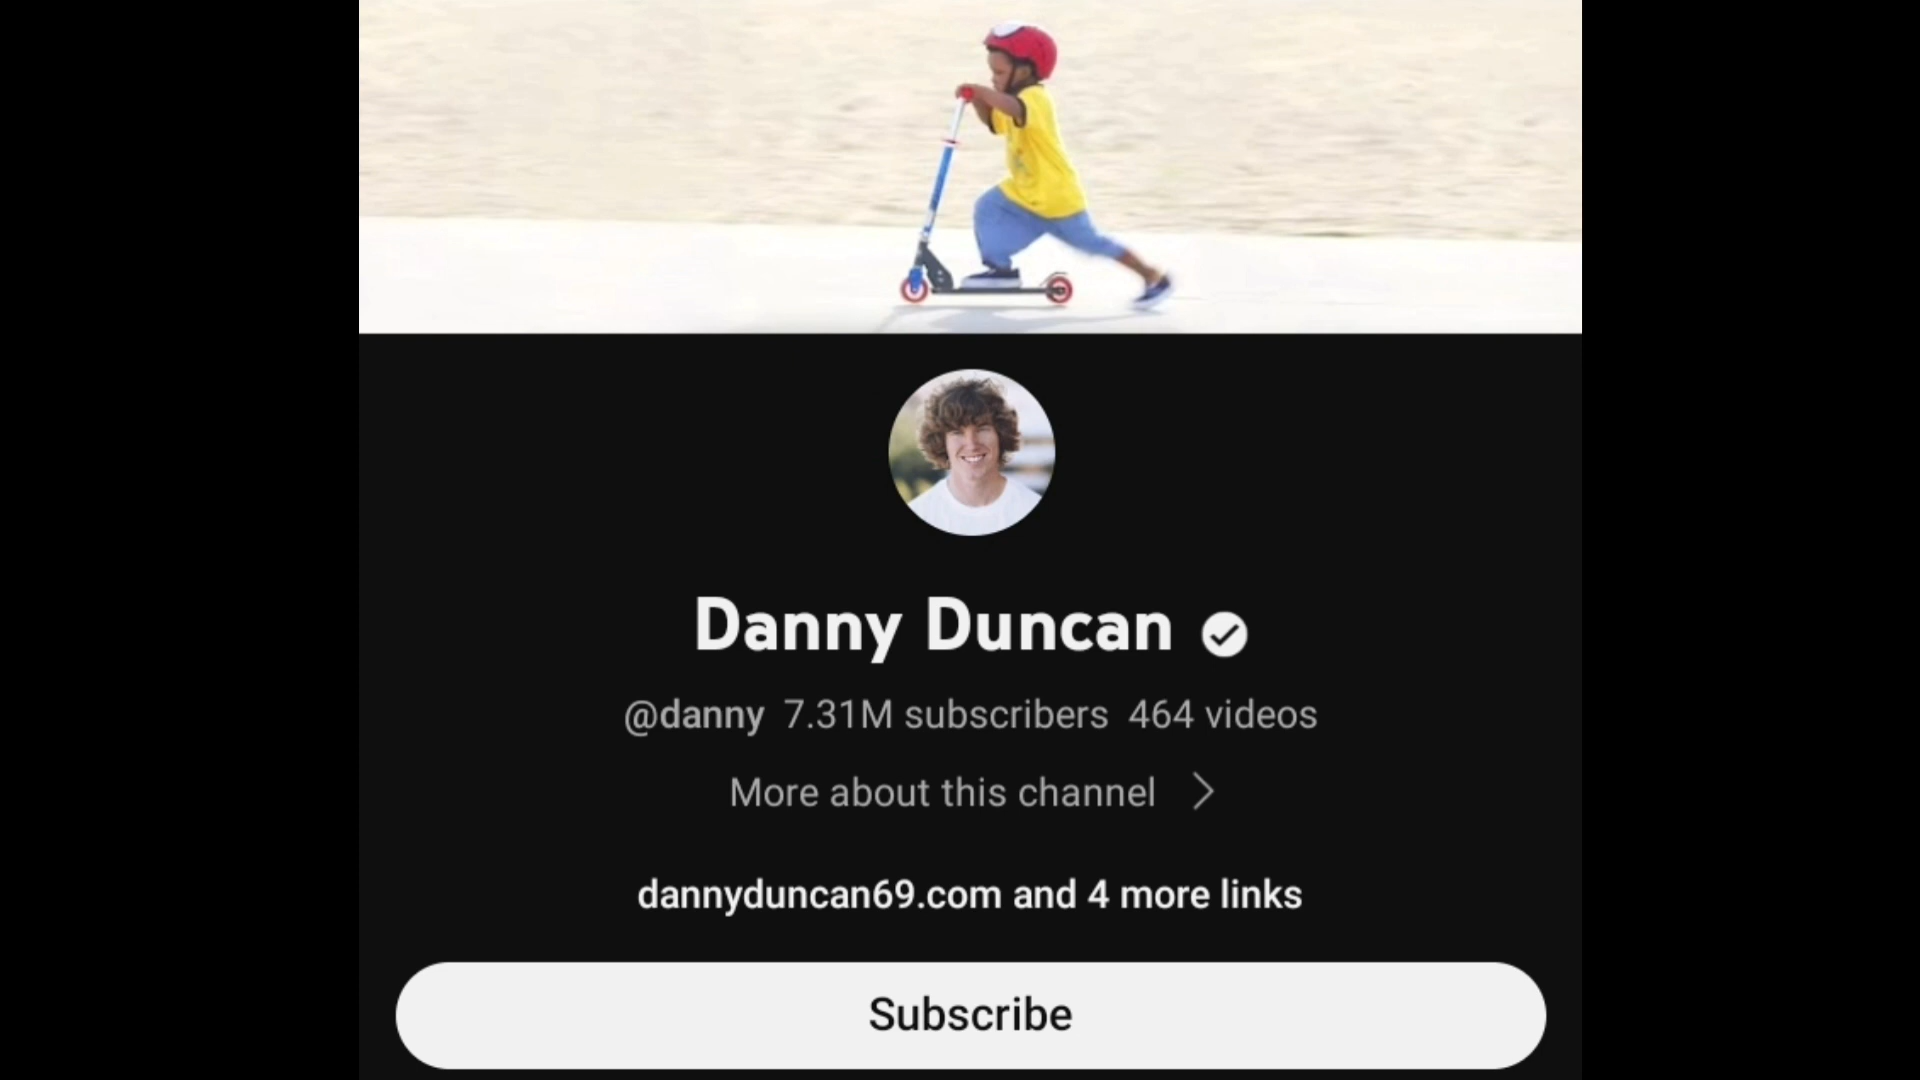 Danny Duncan
@danny 7.31M subscribers 464 videos
More about this channel
dannyduncan69.com and 4 more links
Subscribe